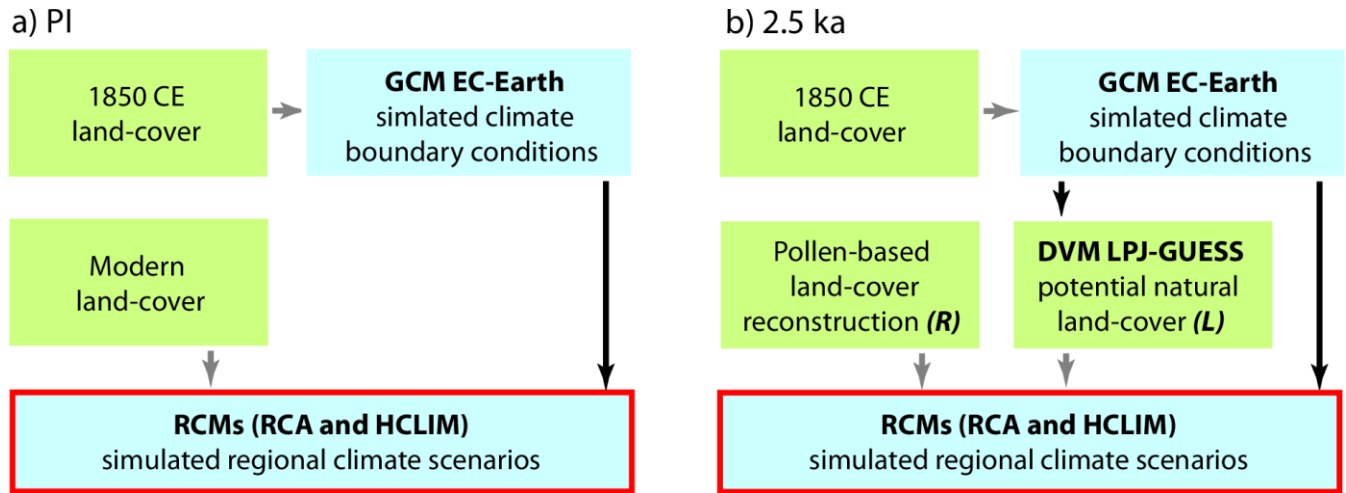 a) PI
1850 CE
land-cover
GCM EC-Earth
simlated climate
boundary conditions
Modern
land-cover
RCMs (RCA and HCLIM)
simulated regional climate scenarios
b) 2.5 ka
1850 CE
land-cover
GCM EC-Earth
simlated climate
boundary conditions
Pollen-based
land-cover
reconstruction (R)
DVM LPJ-GUESS
potential natural
land-cover (L)
RCMs (RCA and HCLIM)
simulated regional climate scenarios